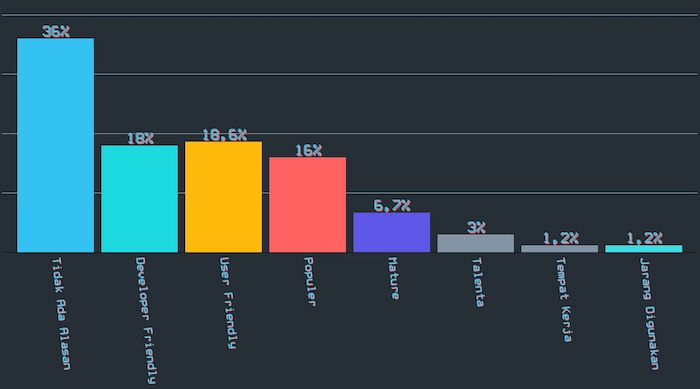 36%
18%
18,6%
16%
6,7%
3%
1,2%
1,2%
Tidak Ada Alasan
Developer Friendly
User Friendly
Populer
Mature
Talenta
Tempat Kerja
Jarang Digunakan